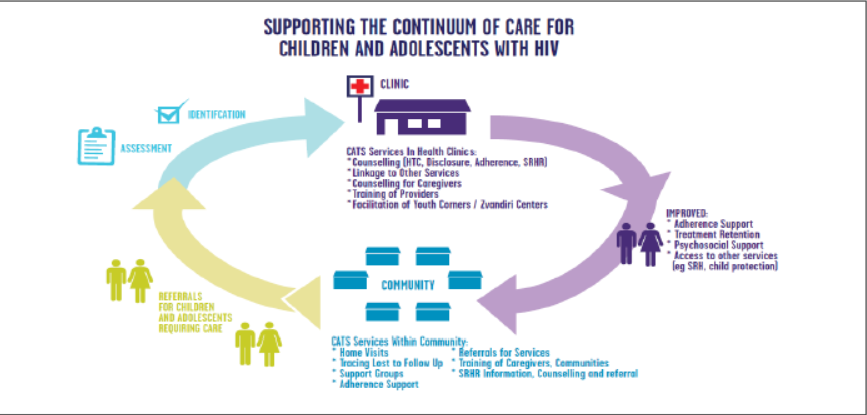 SUPPORTING THE CONTINUUM OF CARE FOR
CHILDREN AND ADOLESCENTS WITH HIV
CLINIC
IDENTIFCATION
ASSESSMENT
CATS Services In Health Clinics:
*Counselling (HTC, Disclosure, Adherence, SRHR)
*Linkage to Other Services
*Counselling for Caregivers
*Training of Providers
*Facilitation of Youth Corners / Zvandiri Centers
IMPROVED:
* Adherence Support
* Treatment Retention
* Psychosocial Support
* Access to other services
(eg SRH, child protection)
COMMUNITY
REFERRALS
FOR CHILDREN
AND ADOLESCENTS
REQUIRING CARE
CATS Services Within Community:
* Home Visits
* Tracing Lost to Follow Up
* Support Groups
* Adherence Support
* Referrals for Services
* Training of Caregivers, Communities
* SRHR Information, Counselling and referral